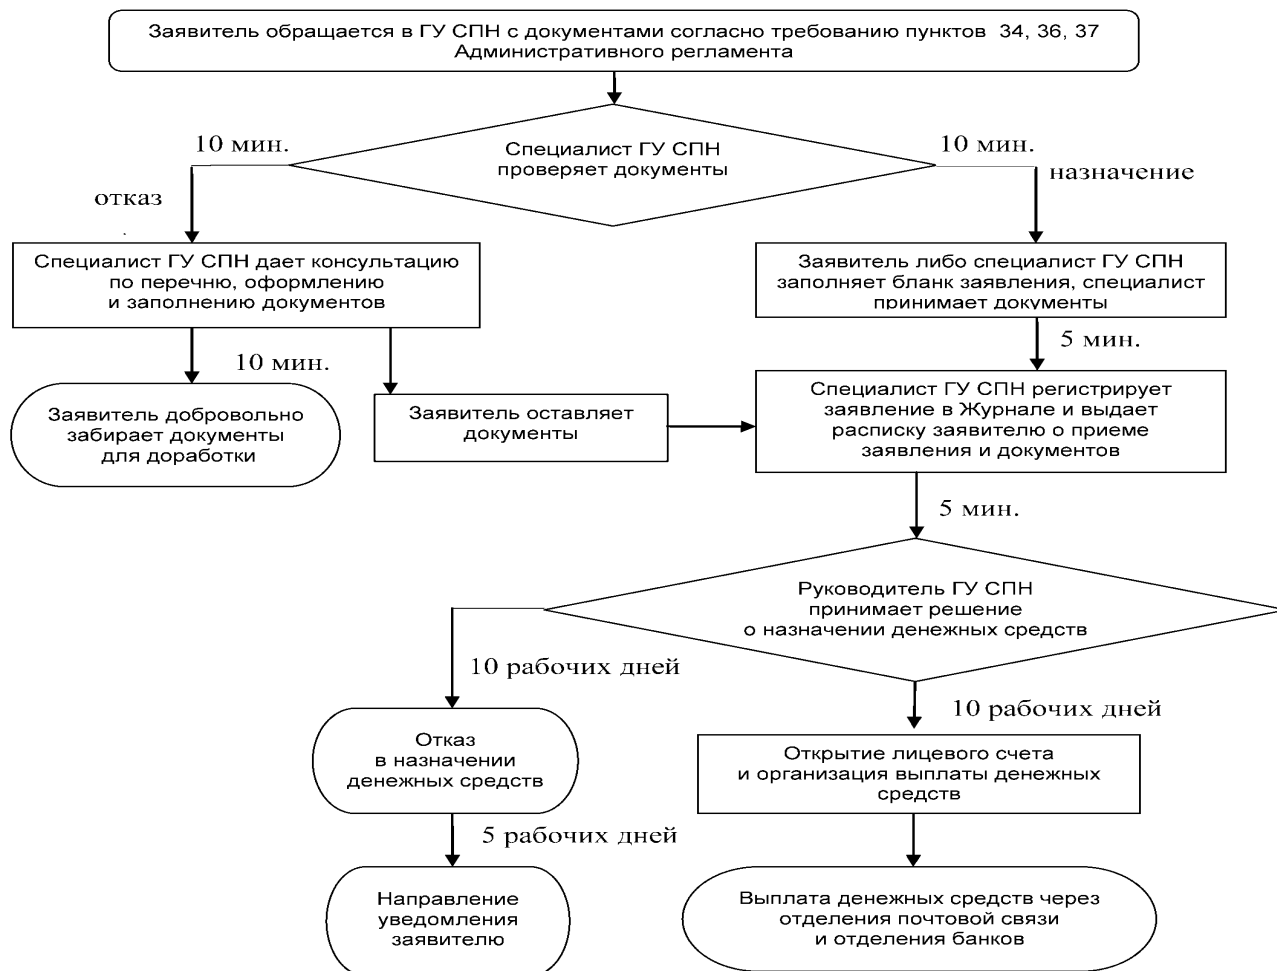 Заявитель обращается в ГУ СПН с документами согласно требованию пунктов 34, 36, 37
Административного регламента
10 мин.
Специалист ГУ СПН
проверяет документы
10 мин.
отказ
назначение
Специалист ГУ СПН дает консультацию
по перечню, оформлению
и заполнению документов
Заявитель либо специалист ГУ СПН
заполняет бланк заявления, специалист
принимает документы
10 мин.
5 мин.
Заявитель добровольно
забирает документы
для доработки
Заявитель оставляет
документы
Специалист ГУ СПН регистрирует
заявление в Журнале и выдает
расписку заявителю о приеме
заявления и документов
5 мин.
Руководитель ГУ СПН
принимает решение
о назначении денежных средств
10 рабочих дней
10 рабочих дней
Отказ
в назначении
денежных средств
Открытие лицевого счета
и организация выплаты денежных
средств
5 рабочих дней
Направление
уведомления
заявителю
Выплата денежных средств через
отделения почтовой связи
и отделения банков